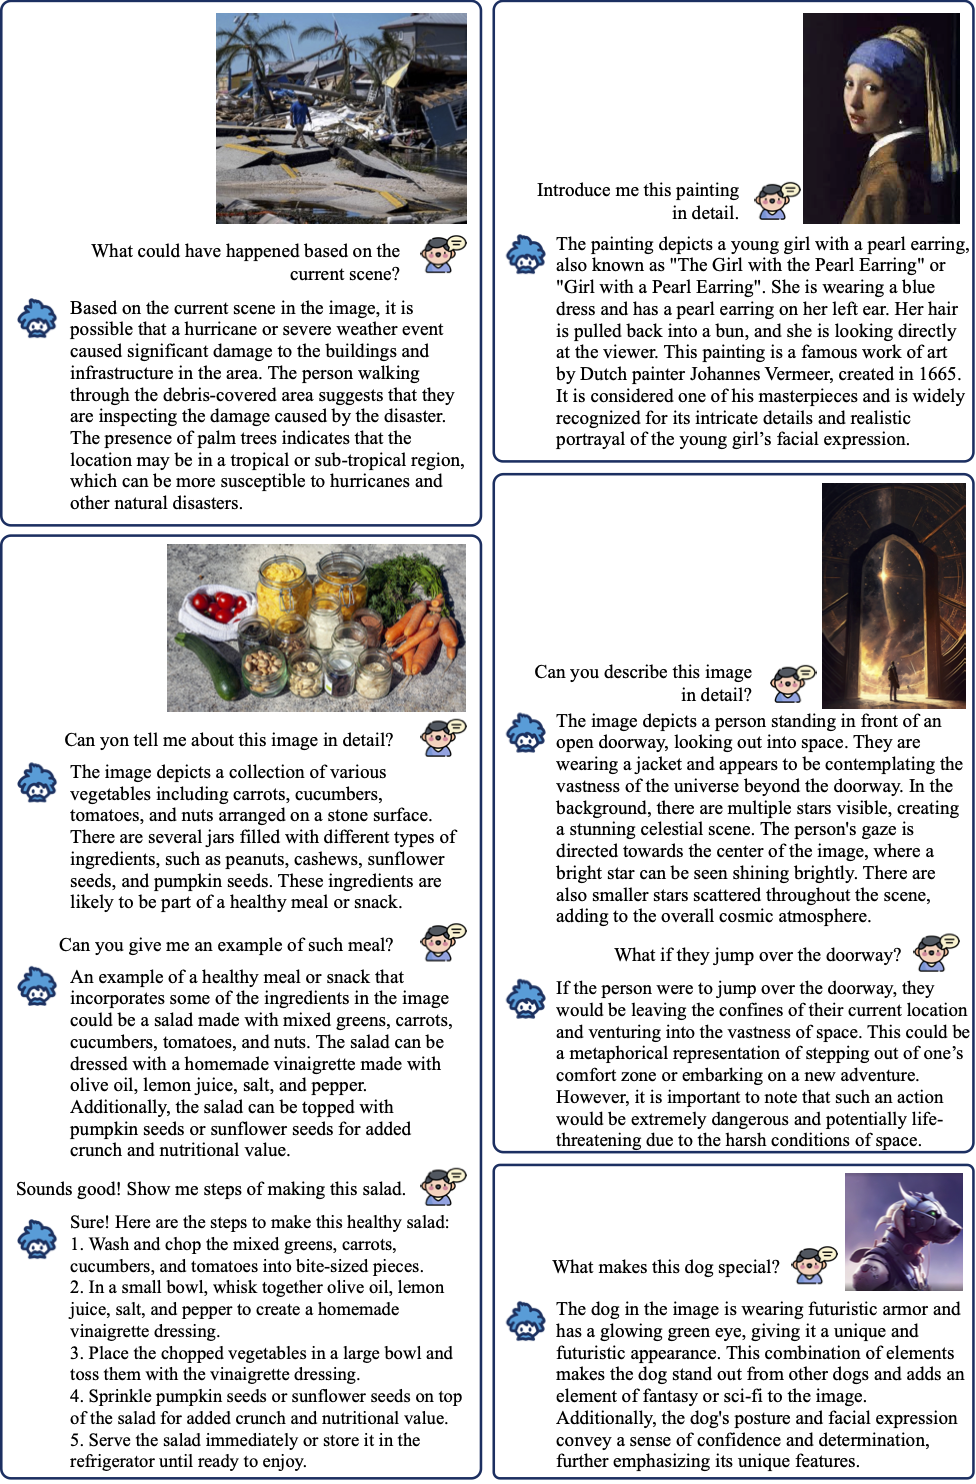 What could have happened based on the
current scene?
Based on the current scene in the image, it is
possible that a hurricane or severe weather event
caused significant damage to the buildings and
infrastructure in the area. The person walking
through the debris-covered area suggests that they
are inspecting the damage caused by the disaster.
The presence of palm trees indicates that the
location may be in a tropical or sub-tropical region,
which can be more susceptible to hurricanes and
other natural disasters.
Can yon tell me about this image in detail?
The image depicts a collection of various
vegetables including carrots, cucumbers,
tomatoes, and nuts arranged on a stone surface.
There are several jars filled with different types of
ingredients, such as peanuts, cashews, sunflower
seeds, and pumpkin seeds. These ingredients are
likely to be part of a healthy meal or snack.
Can you give me an example of such meal?
An example of a healthy meal or snack that
incorporates some of the ingredients in the image
could be a salad made with mixed greens, carrots,
cucumbers, tomatoes, and nuts. The salad can be
dressed with a homemade vinaigrette made with
olive oil, lemon juice, salt, and pepper.
Additionally, the salad can be topped with
pumpkin seeds or sunflower seeds for added
crunch and nutritional value.
Sounds good! Show me steps of making this salad.
Sure! Here are the steps to make this healthy salad:
1. Wash and chop the mixed greens, carrots,
cucumbers, and tomatoes into bite-sized pieces.
2. In a small bowl, whisk together olive oil, lemon
juice, salt, and pepper to create a homemade
vinaigrette dressing.
3. Place the chopped vegetables in a large bowl and
toss them with the vinaigrette dressing.
4. Sprinkle pumpkin seeds or sunflower seeds on top
of the salad for added crunch and nutritional value.
5. Serve the salad immediately or store it in the
refrigerator until ready to enjoy.
Introduce me this painting
in detail.
The painting depicts a young girl with a pearl earring,
also known as "The Girl with the Pearl Earring" or
"Girl with a Pearl Earring". She is wearing a blue
dress and has a pearl earring on her left ear. Her hair
is pulled back into a bun, and she is looking directly
at the viewer. This painting is a famous work of art
by Dutch painter Johannes Vermeer, created in 1665.
It is considered one of his masterpieces and is widely
recognized for its intricate details and realistic
portrayal of the young girl’s facial expression.
Can you describe this image
in detail?
The image depicts a person standing in front of an
open doorway, looking out into space. They are
wearing a jacket and appears to be contemplating the
vastness of the universe beyond the doorway. In the
background, there are multiple stars visible, creating
a stunning celestial scene. The person's gaze is
directed towards the center of the image, where a
bright star can be seen shining brightly. There are
also smaller stars scattered throughout the scene,
adding to the overall cosmic atmosphere.
What if they jump over the doorway?
If the person were to jump over the doorway, they
would be leaving the confines of their current location
and venturing into the vastness of space. This could be
a metaphorical representation of stepping out of one’s
comfort zone or embarking on a new adventure.
However, it is important to note that such an action
would be extremely dangerous and potentially life-
threatening due to the harsh conditions of space.
What makes this dog special?
The dog in the image is wearing futuristic armor and
has a glowing green eye, giving it a unique and
futuristic appearance. This combination of elements
makes the dog stand out from other dogs and adds an
element of fantasy or sci-fi to the image.
Additionally, the dog's posture and facial expression
convey a sense of confidence and determination,
further emphasizing its unique features.